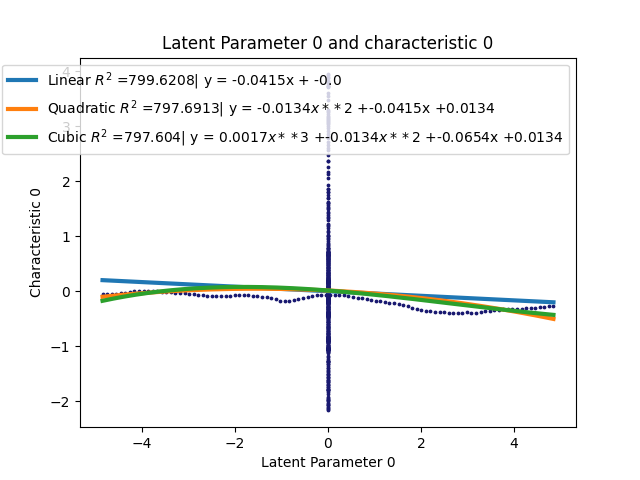 Latent Parameter 0 and characteristic 0
Linear R² =799.6208| y = -0.0415x + -0.0
Quadratic R² =797.6913| y = -0.0134x * *2 +-0.0415x +0.0134
Cubic R² =797.604| y = 0.0017x * *3 +-0.0134x * *2 +-0.0654x +0.0134
4
3
2
1
0
−1
−2
Characteristic 0
−4 −2 0 2 4
Latent Parameter 0